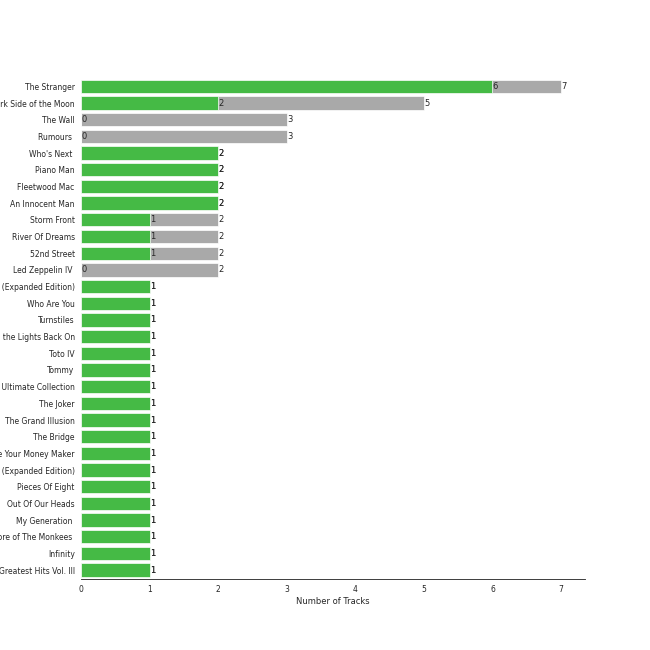 The Stranger 6 7
rk Side of the Moon 2 5
The Wall 0 3
Rumours 0 3
Who's Next 2
Piano Man 2
Fleetwood Mac 2
An Innocent Man 2
Storm Front 1 2
River Of Dreams 1 2
52nd Street 1 2
Led Zeppelin IV 0 2
(Expanded Edition) 1
Who Are You 1
Turnstiles 1
the Lights Back On 1
Toto IV 1
Tommy 1
Ultimate Collection 1
The Joker 1
The Grand Illusion 1
The Bridge 1
e Your Money Maker 1
(Expanded Edition) 1
Pieces Of Eight 1
Out Of Our Heads 1
My Generation 1
ore of The Monkees 1
Infinity 1
Greatest Hits Vol. III 1
0 1 2 3 4 5 6 7
Number of Tracks